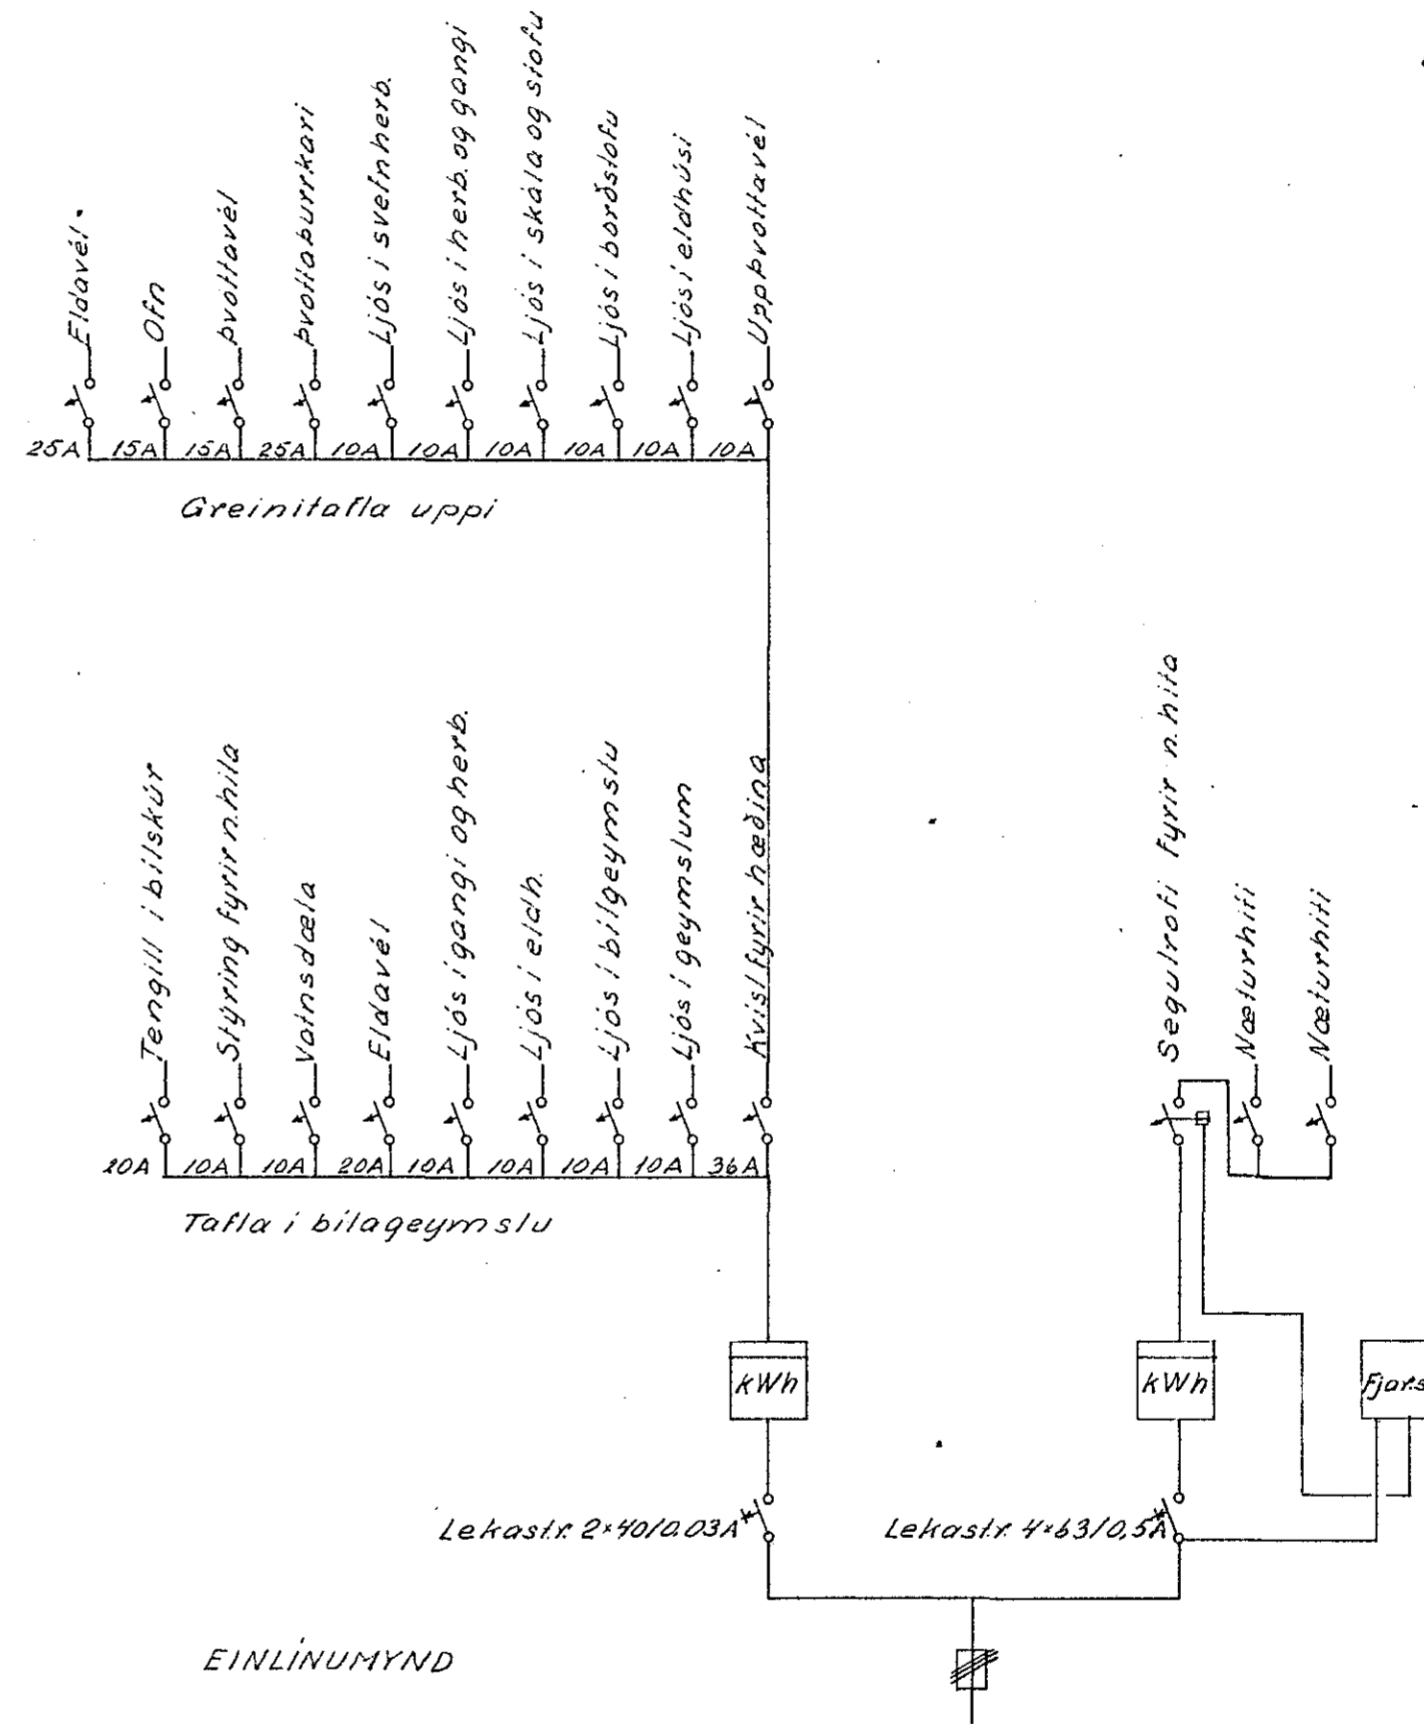 Eldavél
Ofn
Þvottavél
Þvottaþurrkari
Ljós í svefnherb.
Ljós í herb. og gangi
Ljós í skála og stofu
Ljós í borðstofu
Ljós í eldhúsi
Uppþvottavél
25A 15A 15A 25A 10A 10A 10A 10A 10A 10A
Greinitafla uppi
Tengill í bílskúr
Stýring fyrir n.hita
Vatnsdæla
Eldavél
Ljós í gangi og herb.
Ljós í eldh.
Ljós í bílgeymslu
Ljós í geymslum
Kvísl fyrir hæðina
Segulrofi fyrir n.hita
Næturhiti
Næturhiti
20A 10A 10A 20A 10A 10A 10A 10A 36A
Tafla í bílageymslu
kWh kWh Fjars
Lekastr. 2×40/0.03A Lekastr. 4×63/0,5A
EINLÍNUMYND